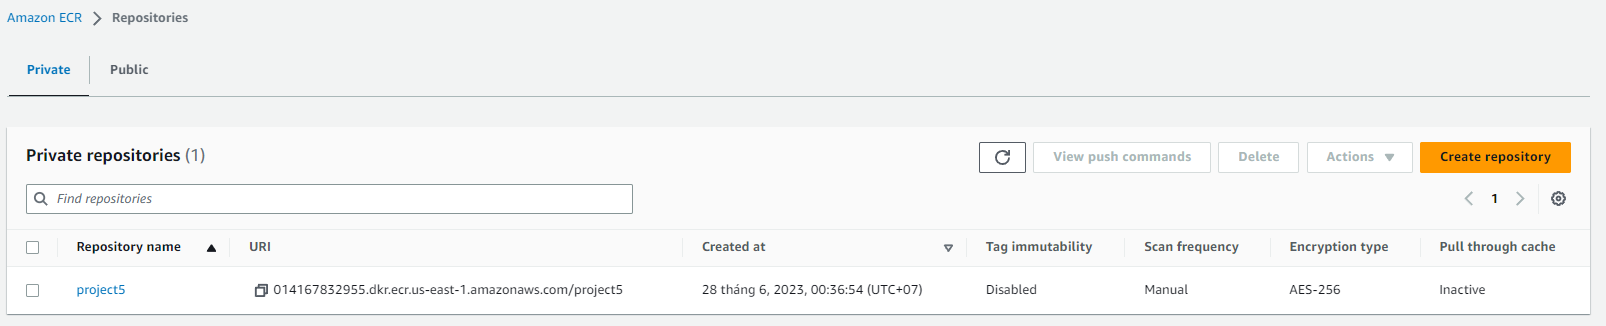 Amazon ECR > Repositories
Private Public
Private repositories (1) View push commands Delete Actions Create repository
Find repositories 1
Repository name URI Created at Tag immutability Scan frequency Encryption type Pull through cache
project5 014167832955.dkr.ecr.us-east-1.amazonaws.com/project5 28 tháng 6, 2023, 00:36:54 (UTC+07) Disabled Manual AES-256 Inactive